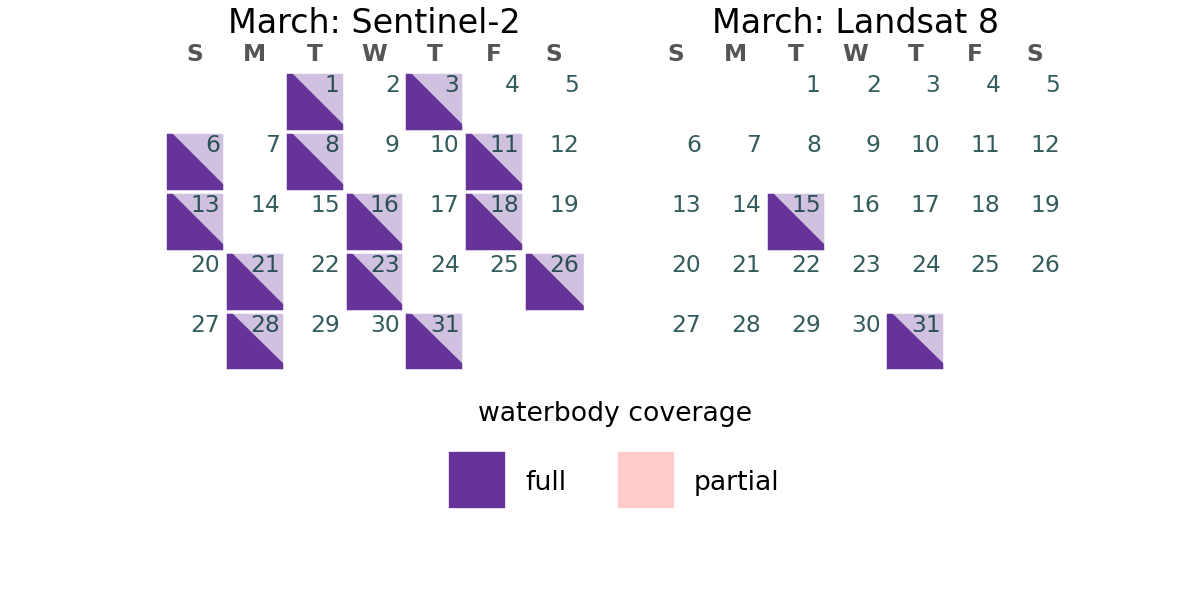 March: Sentinel-2
S M T W T F S
1 2 3 4 5
6 7 8 9 10 11 12
13 14 15 16 17 18 19
20 21 22 23 24 25 26
27 28 29 30 31
March: Landsat 8
S M T W T F S
1 2 3 4 5
6 7 8 9 10 11 12
13 14 15 16 17 18 19
20 21 22 23 24 25 26
27 28 29 30 31
waterbody coverage
full
partial